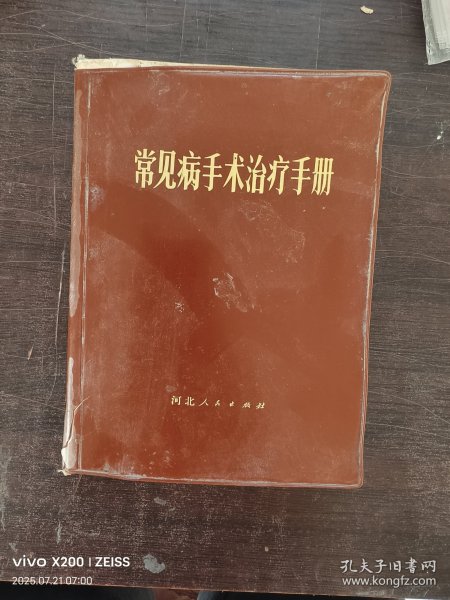 常见病手术治疗手册
河北人民出版社
vivo X200 | ZEISS
2025.07.21 07:00
孔夫子旧书网
www.kongfz.com